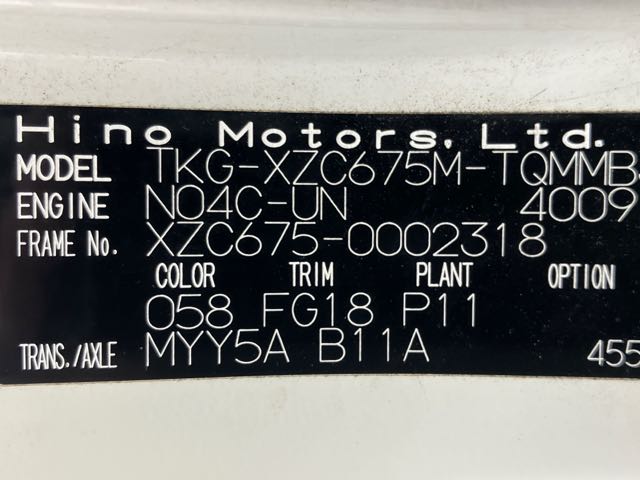 Hino Motors, Ltd.
MODEL TKG-XZC675M-TQMMB
ENGINE N04C-UN 4009
FRAME No. XZC675-0002318
COLOR TRIM PLANT OPTION
058 FG18 P11
TRANS./AXLE MYY5A B11A 455